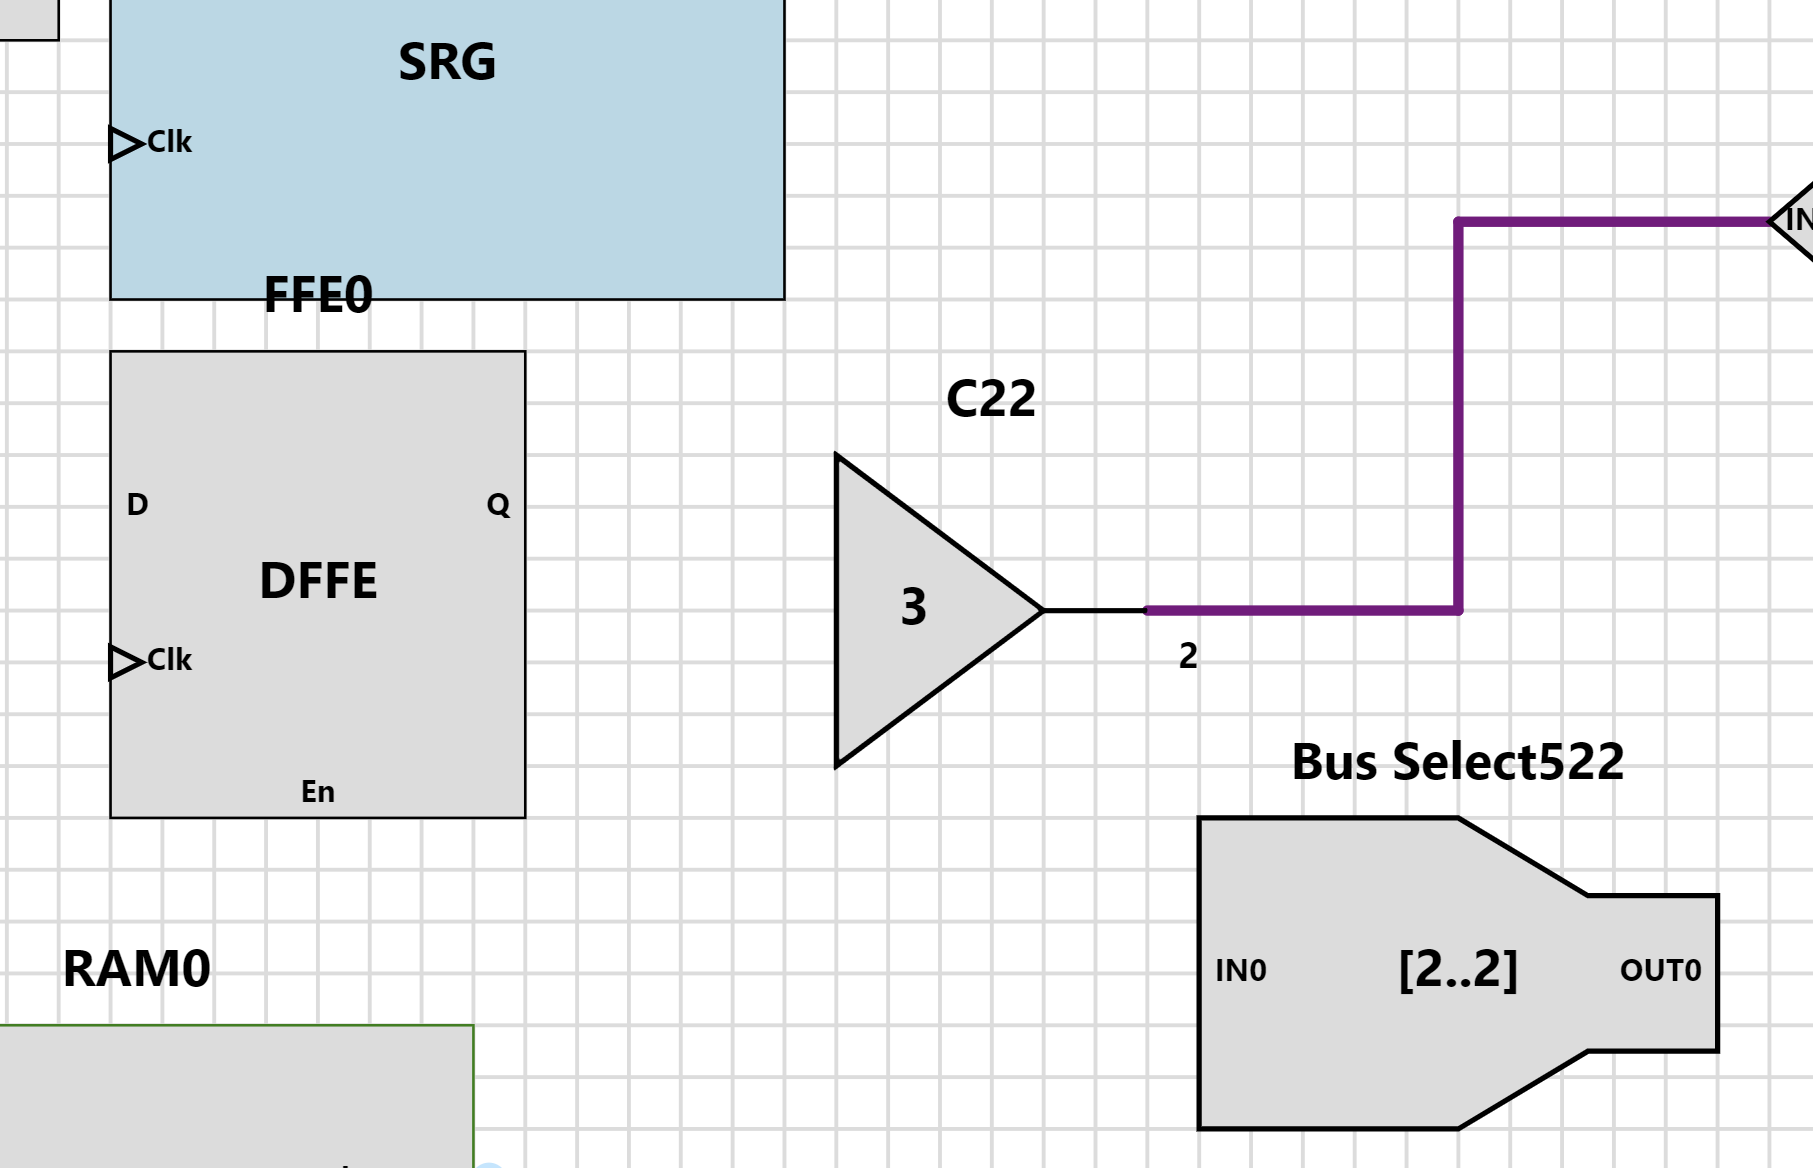 SRG
Clk
IN
FFE0
C22
D
Q
DFFE
3
Clk
2
En
Bus Select522
RAM0
IN0
[2..2]
OUT0